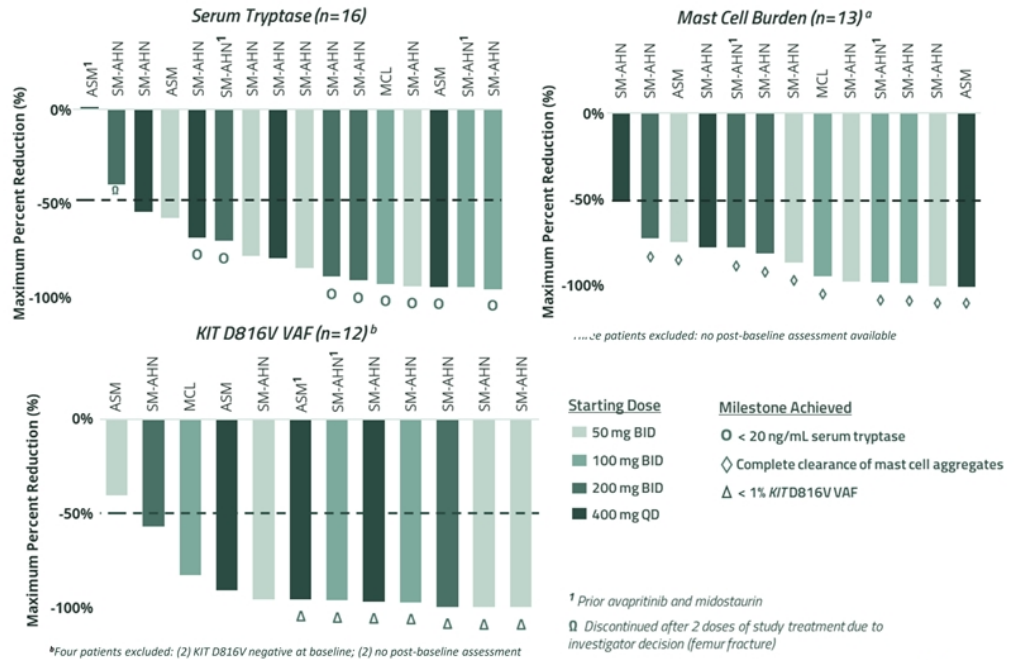 Serum Tryptase (n=16)
ASM¹ SM-AHN SM-AHN ASM SM-AHN SM-AHN¹ SM-AHN SM-AHN SM-AHN SM-AHN SM-AHN MCL SM-AHN ASM SM-AHN¹ SM-AHN
Maximum Percent Reduction (%)
0%
-50%
-100%
Ω
O O O O O O O O
Mast Cell Burden (n=13) ᵃ
SM-AHN SM-AHN ASM SM-AHN SM-AHN¹ SM-AHN SM-AHN MCL SM-AHN SM-AHN¹ SM-AHN SM-AHN ASM
Maximum Percent Reduction (%)
0%
-50%
-100%
◊ ◊ ◊ ◊ ◊ ◊ ◊ ◊ ◊ ◊
patients excluded: no post-baseline assessment available
KIT D816V VAF (n=12) ᵇ
ASM SM-AHN MCL ASM SM-AHN ASM¹ SM-AHN¹ SM-AHN SM-AHN SM-AHN SM-AHN SM-AHN
Maximum Percent Reduction (%)
0%
-50%
-100%
Δ Δ Δ Δ Δ Δ Δ
ᵇFour patients excluded: (2) KIT D816V negative at baseline; (2) no post-baseline assessment
Starting Dose
50 mg BID
100 mg BID
200 mg BID
400 mg QD
Milestone Achieved
O < 20 ng/mL serum tryptase
◊ Complete clearance of mast cell aggregates
Δ < 1% KIT D816V VAF
¹ Prior avapritinib and midostaurin
Ω Discontinued after 2 doses of study treatment due to
investigator decision (femur fracture)